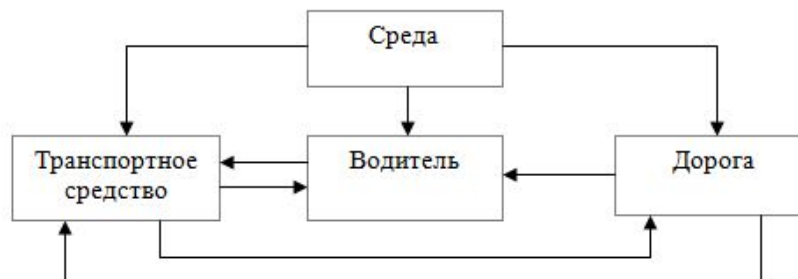 Среда
Транспортное
средство
Водитель
Дорога